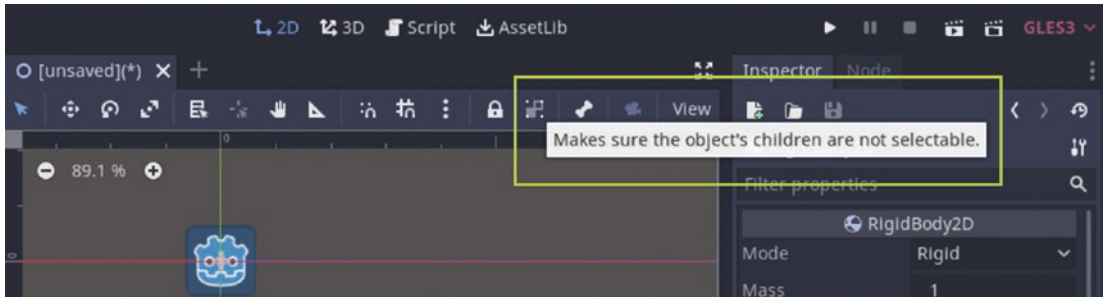 2D 3D Script AssetLib GLES3
[unsaved](*) Inspector Node
View
0
Makes sure the object's children are not selectable.
89.1 %
Filter properties
RigidBody2D
0
Mode Rigid
Mass 1